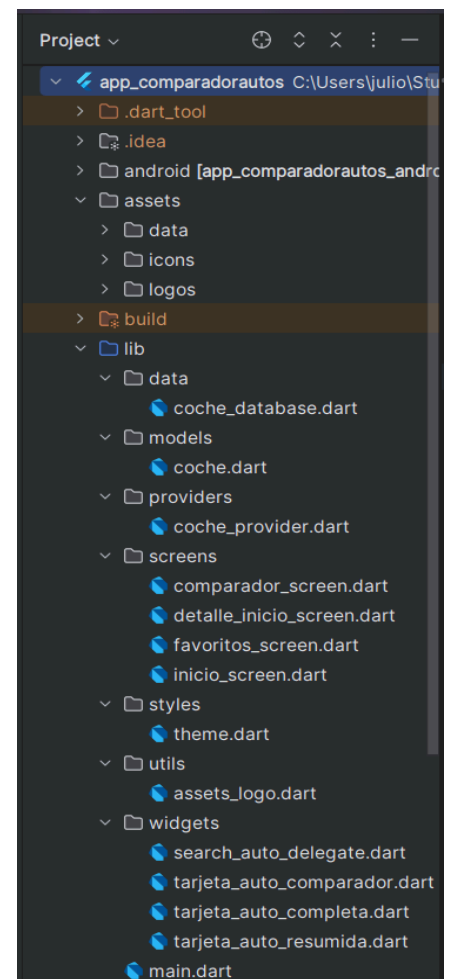 Project
app_comparadorautos C:\Users\julio\Stu
.dart_tool
.idea
android [app_comparadorautos_andro
assets
data
icons
logos
build
lib
data
coche_database.dart
models
coche.dart
providers
coche_provider.dart
screens
comparador_screen.dart
detalle_inicio_screen.dart
favoritos_screen.dart
inicio_screen.dart
styles
theme.dart
utils
assets_logo.dart
widgets
search_auto_delegate.dart
tarjeta_auto_comparador.dart
tarjeta_auto_completa.dart
tarjeta_auto_resumida.dart
main.dart